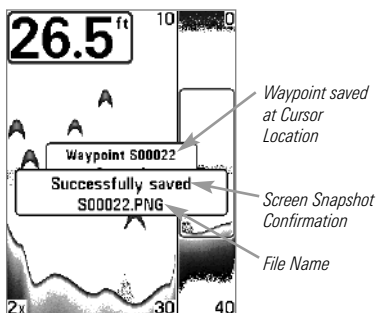 26.5 ft
10
0
Waypoint S00022
Successfully saved
S00022.PNG
2x
30
40
Waypoint saved
at Cursor
Location
Screen Snapshot
Confirmation
File Name